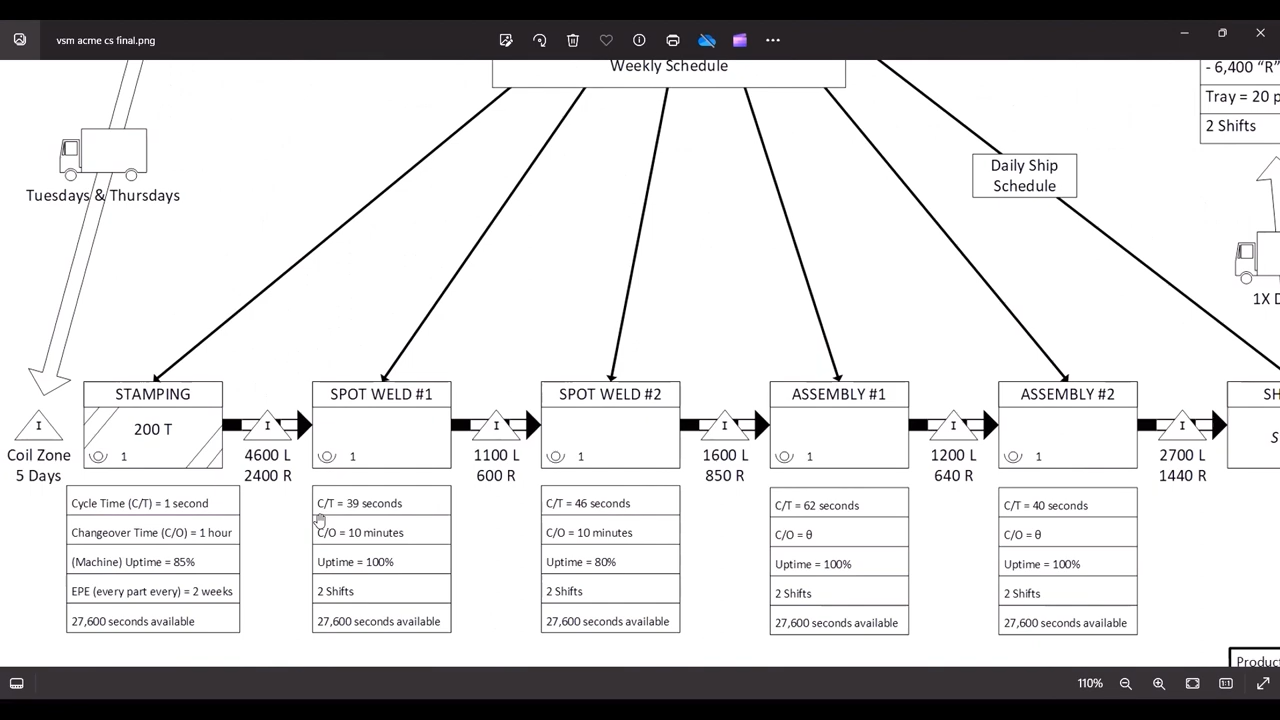 vsm acme cs final.png
Weekly Schedule
- 6,400 “R”
Tray = 20 p
2 Shifts
Daily Ship
Schedule
Tuesdays & Thursdays
1X D
STAMPING
SPOT WELD #1
SPOT WELD #2
ASSEMBLY #1
ASSEMBLY #2
SH
I
200 T
I
I
I
I
I
S
1
1
1
1
1
Coil Zone
5 Days
4600 L
2400 R
1100 L
600 R
1600 L
850 R
1200 L
640 R
2700 L
1440 R
Cycle Time (C/T) = 1 second
Changeover Time (C/O) = 1 hour
(Machine) Uptime = 85%
EPE (every part every) = 2 weeks
27,600 seconds available
C/T = 39 seconds
C/O = 10 minutes
Uptime = 100%
2 Shifts
27,600 seconds available
C/T = 46 seconds
C/O = 10 minutes
Uptime = 80%
2 Shifts
27,600 seconds available
C/T = 62 seconds
C/O = θ
Uptime = 100%
2 Shifts
27,600 seconds available
C/T = 40 seconds
C/O = θ
Uptime = 100%
2 Shifts
27,600 seconds available
Product
110%
1:1